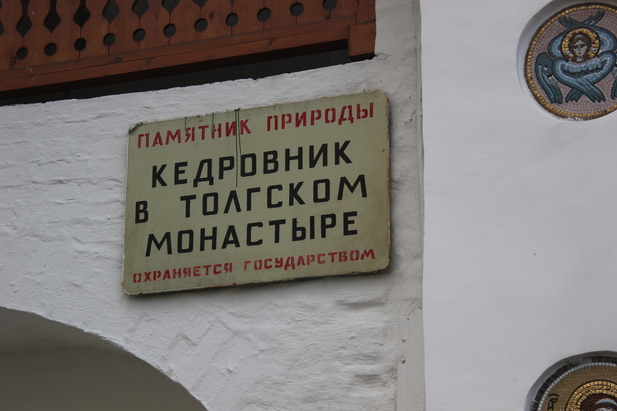 ПАМЯТНИК ПРИРОДЫ
КЕДРОВНИК
В ТОЛГСКОМ
МОНАСТЫРЕ
ОХРАНЯЕТСЯ ГОСУДАРСТВОМ